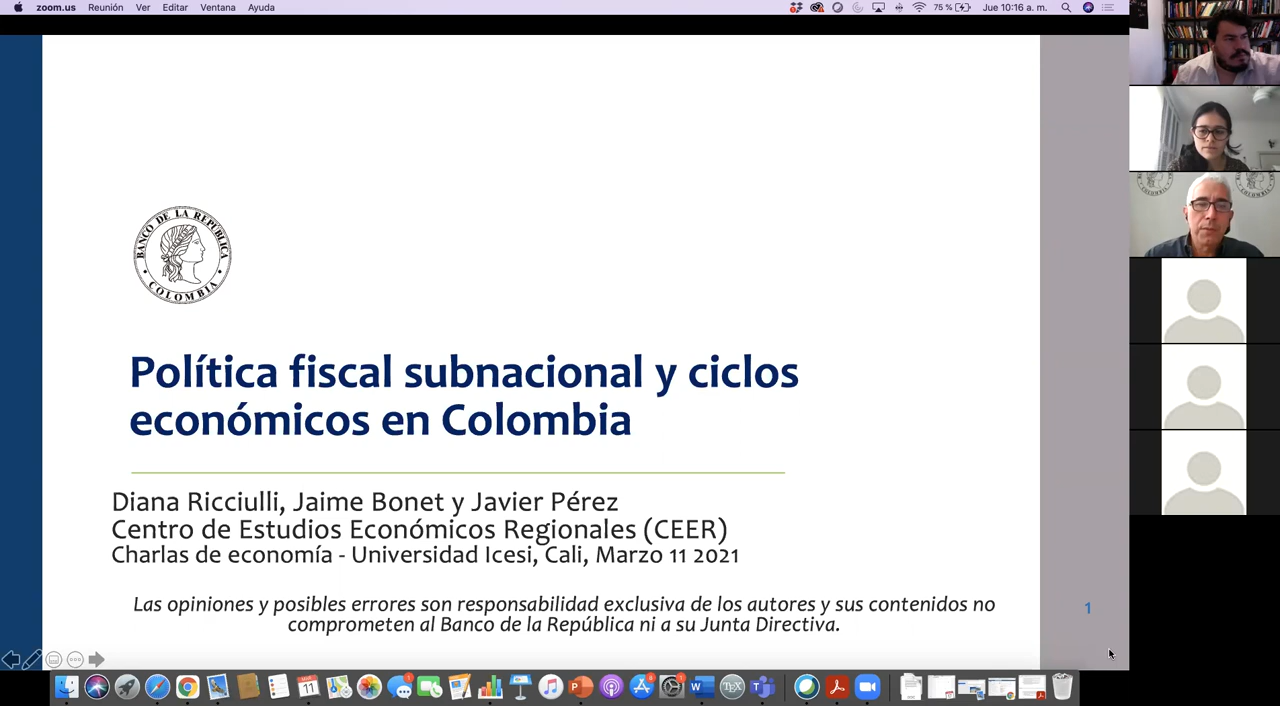 zoom.us Reunión Ver Editar Ventana Ayuda
75 % Jue 10:16 a. m.
BANCO DE LA REPÚBLICA
COLOMBIA
Política fiscal subnacional y ciclos
económicos en Colombia
Diana Ricciulli, Jaime Bonet y Javier Pérez
Centro de Estudios Económicos Regionales (CEER)
Charlas de economía - Universidad Icesi, Cali, Marzo 11 2021
Las opiniones y posibles errores son responsabilidad exclusiva de los autores y sus contenidos no
comprometen al Banco de la República ni a su Junta Directiva.
1
11
TEX